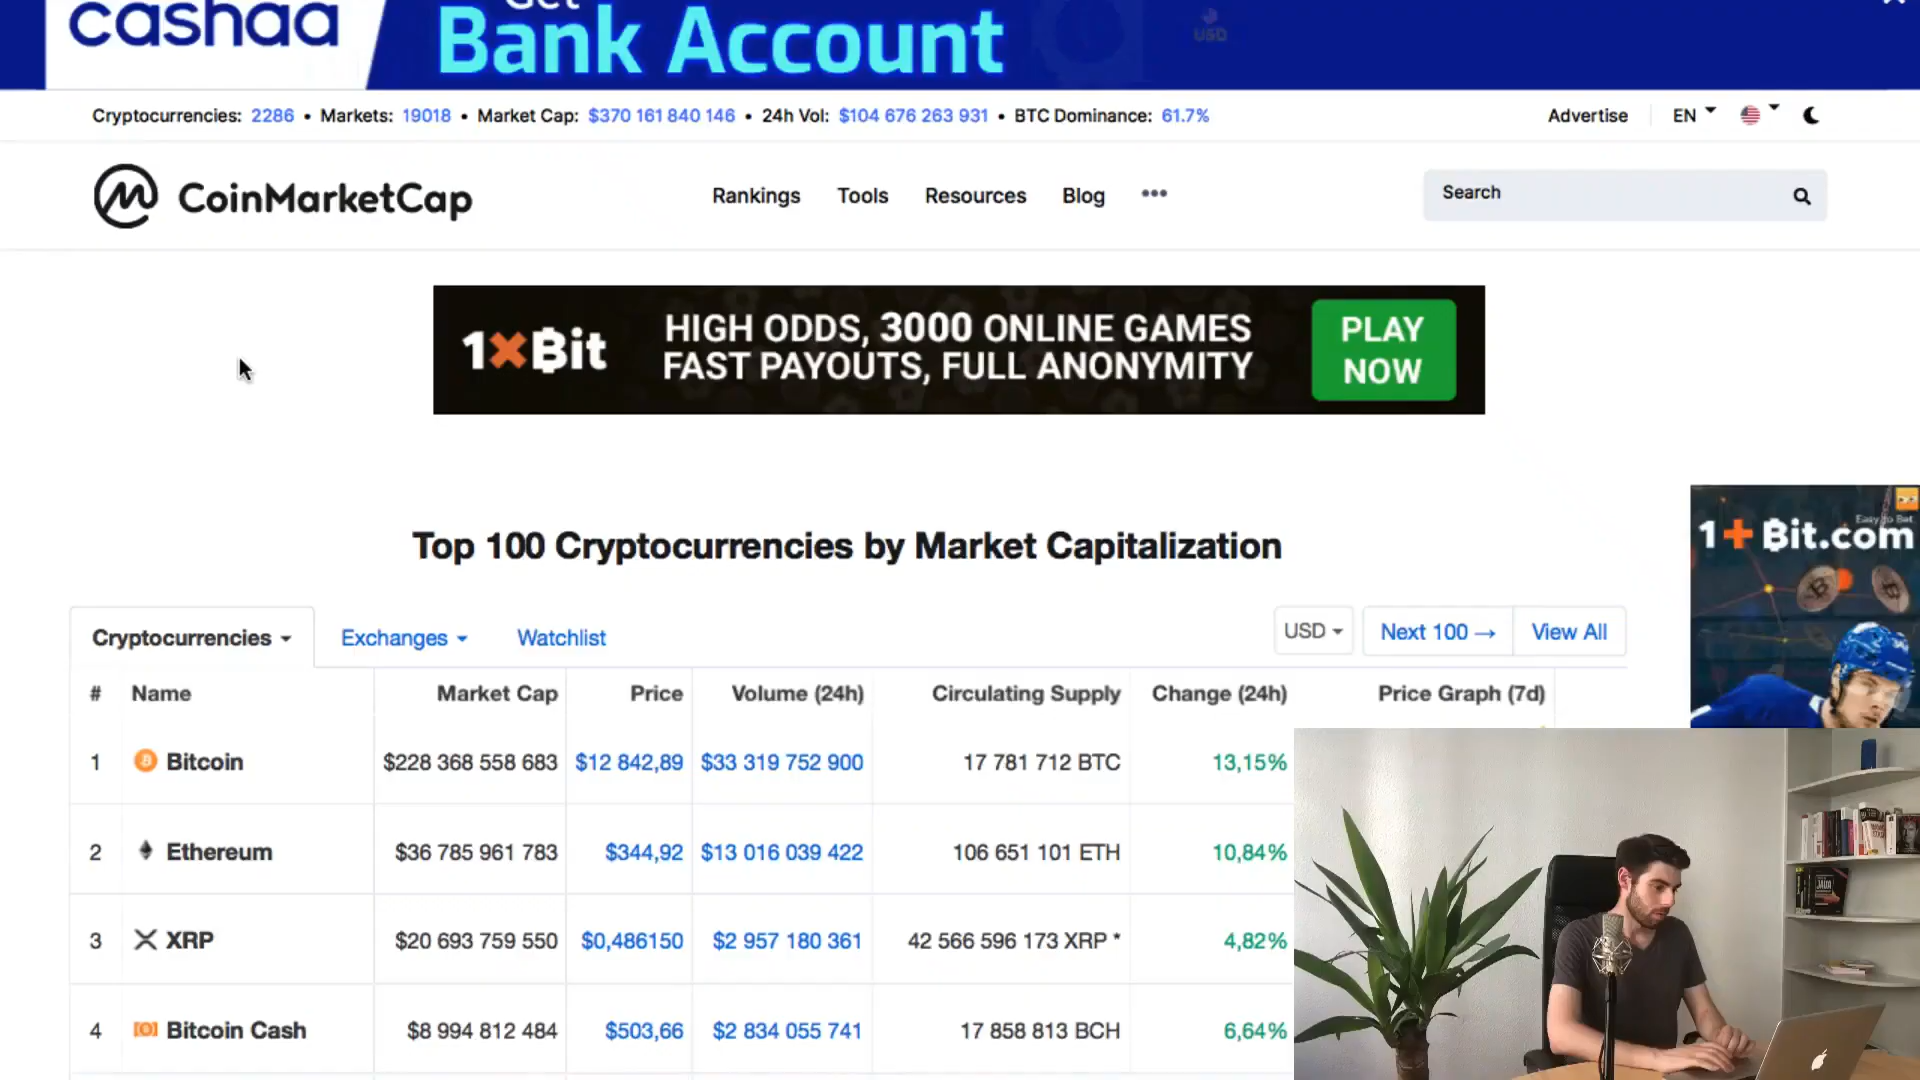 cashaa
Get
Bank Account
USD
Cryptocurrencies: 2286 • Markets: 19018 • Market Cap: $370 161 840 146 • 24h Vol: $104 676 263 931 • BTC Dominance: 61.7%
Advertise
EN
CoinMarketCap
Rankings
Tools
Resources
Blog
•••
Search
1xBit
HIGH ODDS, 3000 ONLINE GAMES
FAST PAYOUTS, FULL ANONYMITY
PLAY
NOW
Easy to Bet
1+Bit.com
Top 100 Cryptocurrencies by Market Capitalization
Cryptocurrencies
Exchanges
Watchlist
USD
Next 100 →
View All
# Name Market Cap Price Volume (24h) Circulating Supply Change (24h) Price Graph (7d)
1 Bitcoin $228 368 558 683 $12 842,89 $33 319 752 900 17 781 712 BTC 13,15%
2 Ethereum $36 785 961 783 $344,92 $13 016 039 422 106 651 101 ETH 10,84%
3 XRP $20 693 759 550 $0,486150 $2 957 180 361 42 566 596 173 XRP * 4,82%
4 Bitcoin Cash $8 994 812 484 $503,66 $2 834 055 741 17 858 813 BCH 6,64%
JAVA